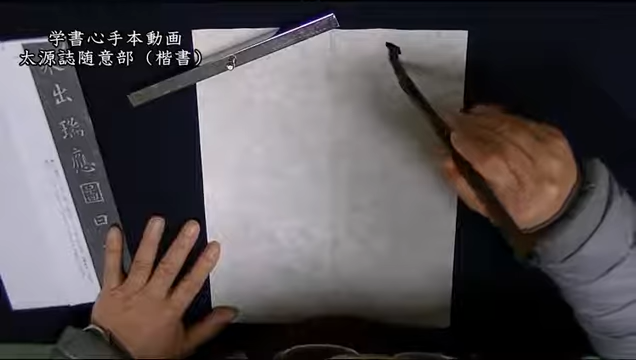 学書心手本動画
太源誌随意部（楷書）
出
瑞
應
圖
曰